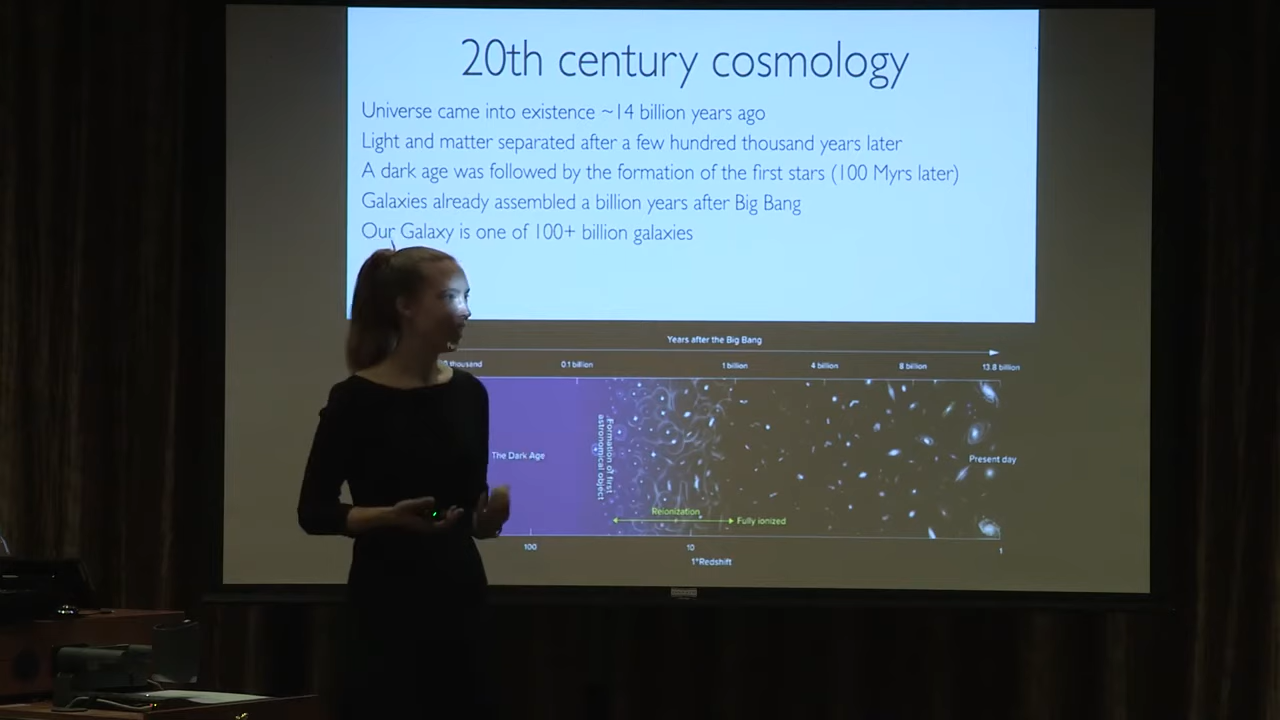 20th century cosmology
Universe came into existence ~14 billion years ago
Light and matter separated after a few hundred thousand years later
A dark age was followed by the formation of the first stars (100 Myrs later)
Galaxies already assembled a billion years after Big Bang
Our Galaxy is one of 100+ billion galaxies
Years after the Big Bang
thousand
0.1 billion
1 billion
4 billion
8 billion
13.8 billion
The Dark Age
Formation of first
astronomical object
Reionization
Fully ionized
Present day
100
10
1
1+Redshift